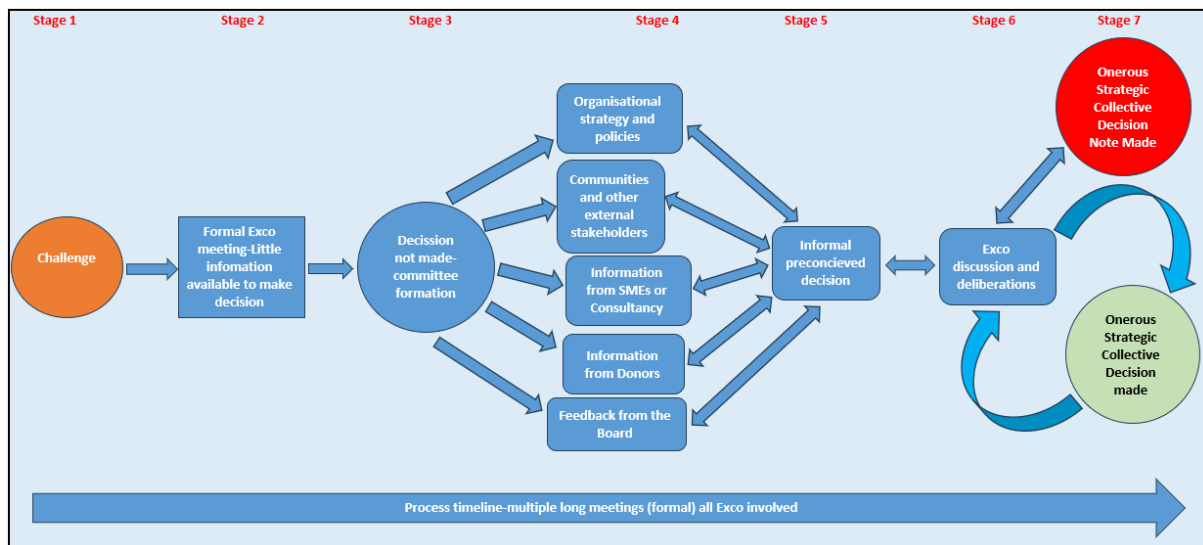 Stage 1
Stage 2
Stage 3
Stage 4
Stage 5
Stage 6
Stage 7
Challenge
Formal Exco
meeting-Little
infomation
available to make
decision
Decission
not made-
committee
formation
Organisational
strategy and
policies
Communities
and other
external
stakeholders
Information
from SMEs or
Consultancy
Information
from Donors
Feedback from the
Board
Informal
preconcieved
decision
Exco
discussion and
deliberations
Onerous
Strategic
Collective
Decision
Note Made
Onerous
Strategic
Collective
Decision
made
Process timeline-multiple long meetings (formal) all Exco involved